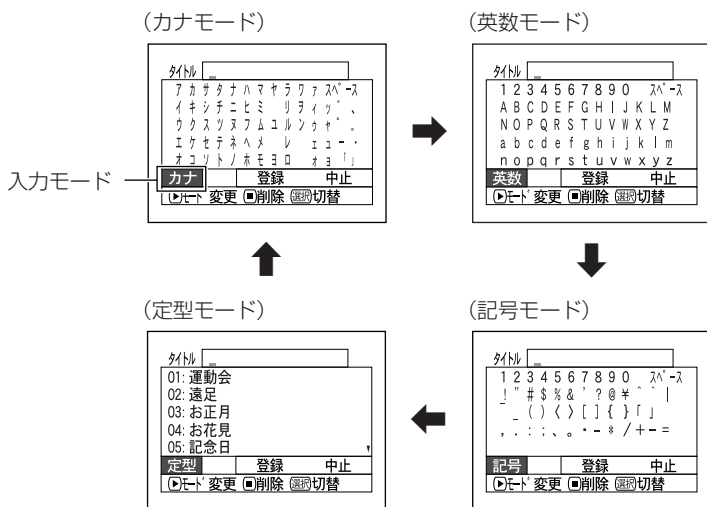 （カナモード）
タイトル _
ア カ サ タ ナ ハ マ ヤ ラ ワ ァ スペース
イ キ シ チ ニ ヒ ミ リ ヲ ィ ッ ゛ 、
ウ ク ス ツ ヌ フ ム ユ ル ン ゥ ャ ゜ 。
エ ケ セ テ ネ ヘ メ レ ェ ュ ー ・
オ コ ソ ト ノ ホ モ ヨ ロ ォ ョ 「 」
カナ 登録 中止
モード変更 削除 選択切替
入力モード
（英数モード）
タイトル _
1 2 3 4 5 6 7 8 9 0 スペース
A B C D E F G H I J K L M
N O P Q R S T U V W X Y Z
a b c d e f g h i j k l m
n o p q r s t u v w x y z
英数 登録 中止
モード変更 削除 選択切替
（定型モード）
タイトル _
01: 運動会
02: 遠足
03: お正月
04: お花見
05: 記念日
定型 登録 中止
モード変更 削除 選択切替
（記号モード）
タイトル _
1 2 3 4 5 6 7 8 9 0 スペース
! " # $ % & ' ? @ ¥ ^ ` |
‾ _ ( ) < > [ ] { } 「 」
, . : ; 、 。 ・ - * / + - =
記号 登録 中止
モード変更 削除 選択切替